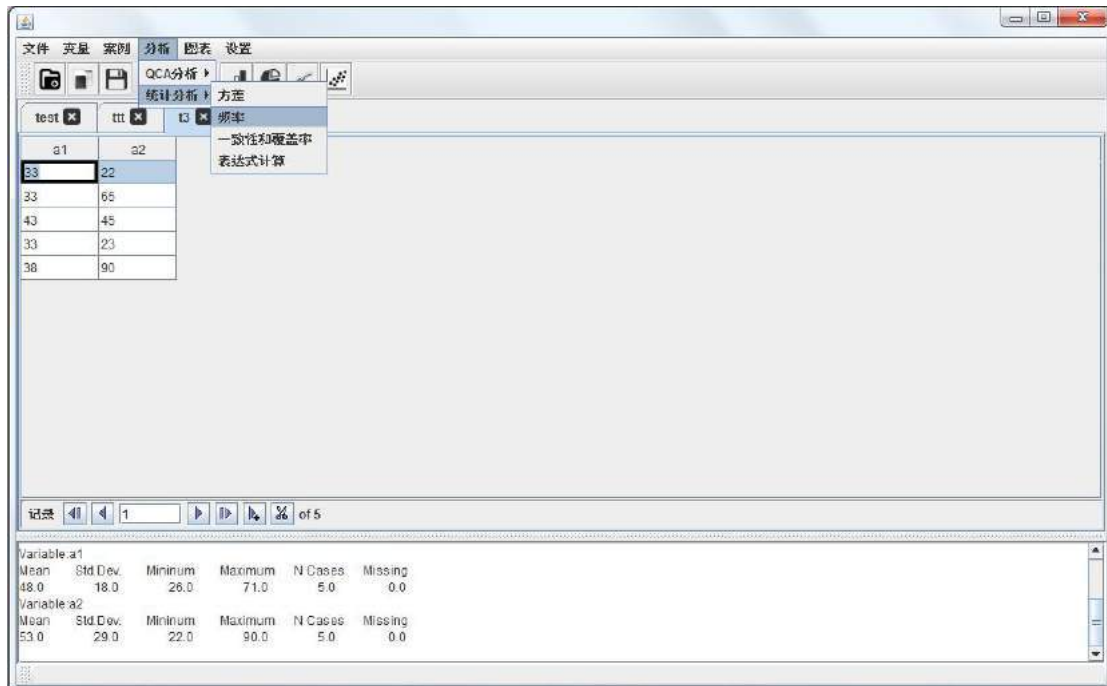 文件 变量 案例 分析 图表 设置
QCA分析
统计分析
方差
频率
一致性和覆盖率
表达式计算
test ttt t3
a1 a2
33 22
33 65
43 45
33 23
38 90
记录 1 of 5
Variable:a1
Mean Std.Dev. Mininum Maximum N Cases Missing
48.0 18.0 26.0 71.0 5.0 0.0
Variable:a2
Mean Std.Dev. Mininum Maximum N Cases Missing
53.0 29.0 22.0 90.0 5.0 0.0